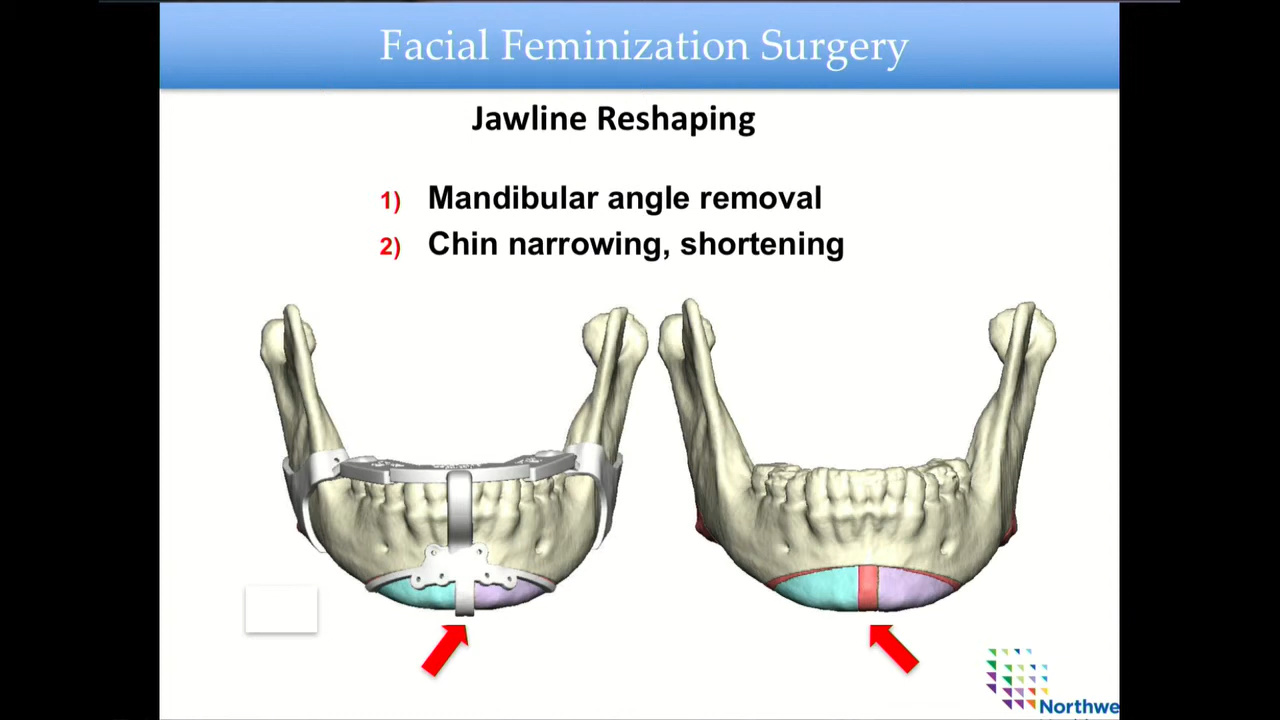 Facial Feminization Surgery
Jawline Reshaping
1) Mandibular angle removal
2) Chin narrowing, shortening
Northwe